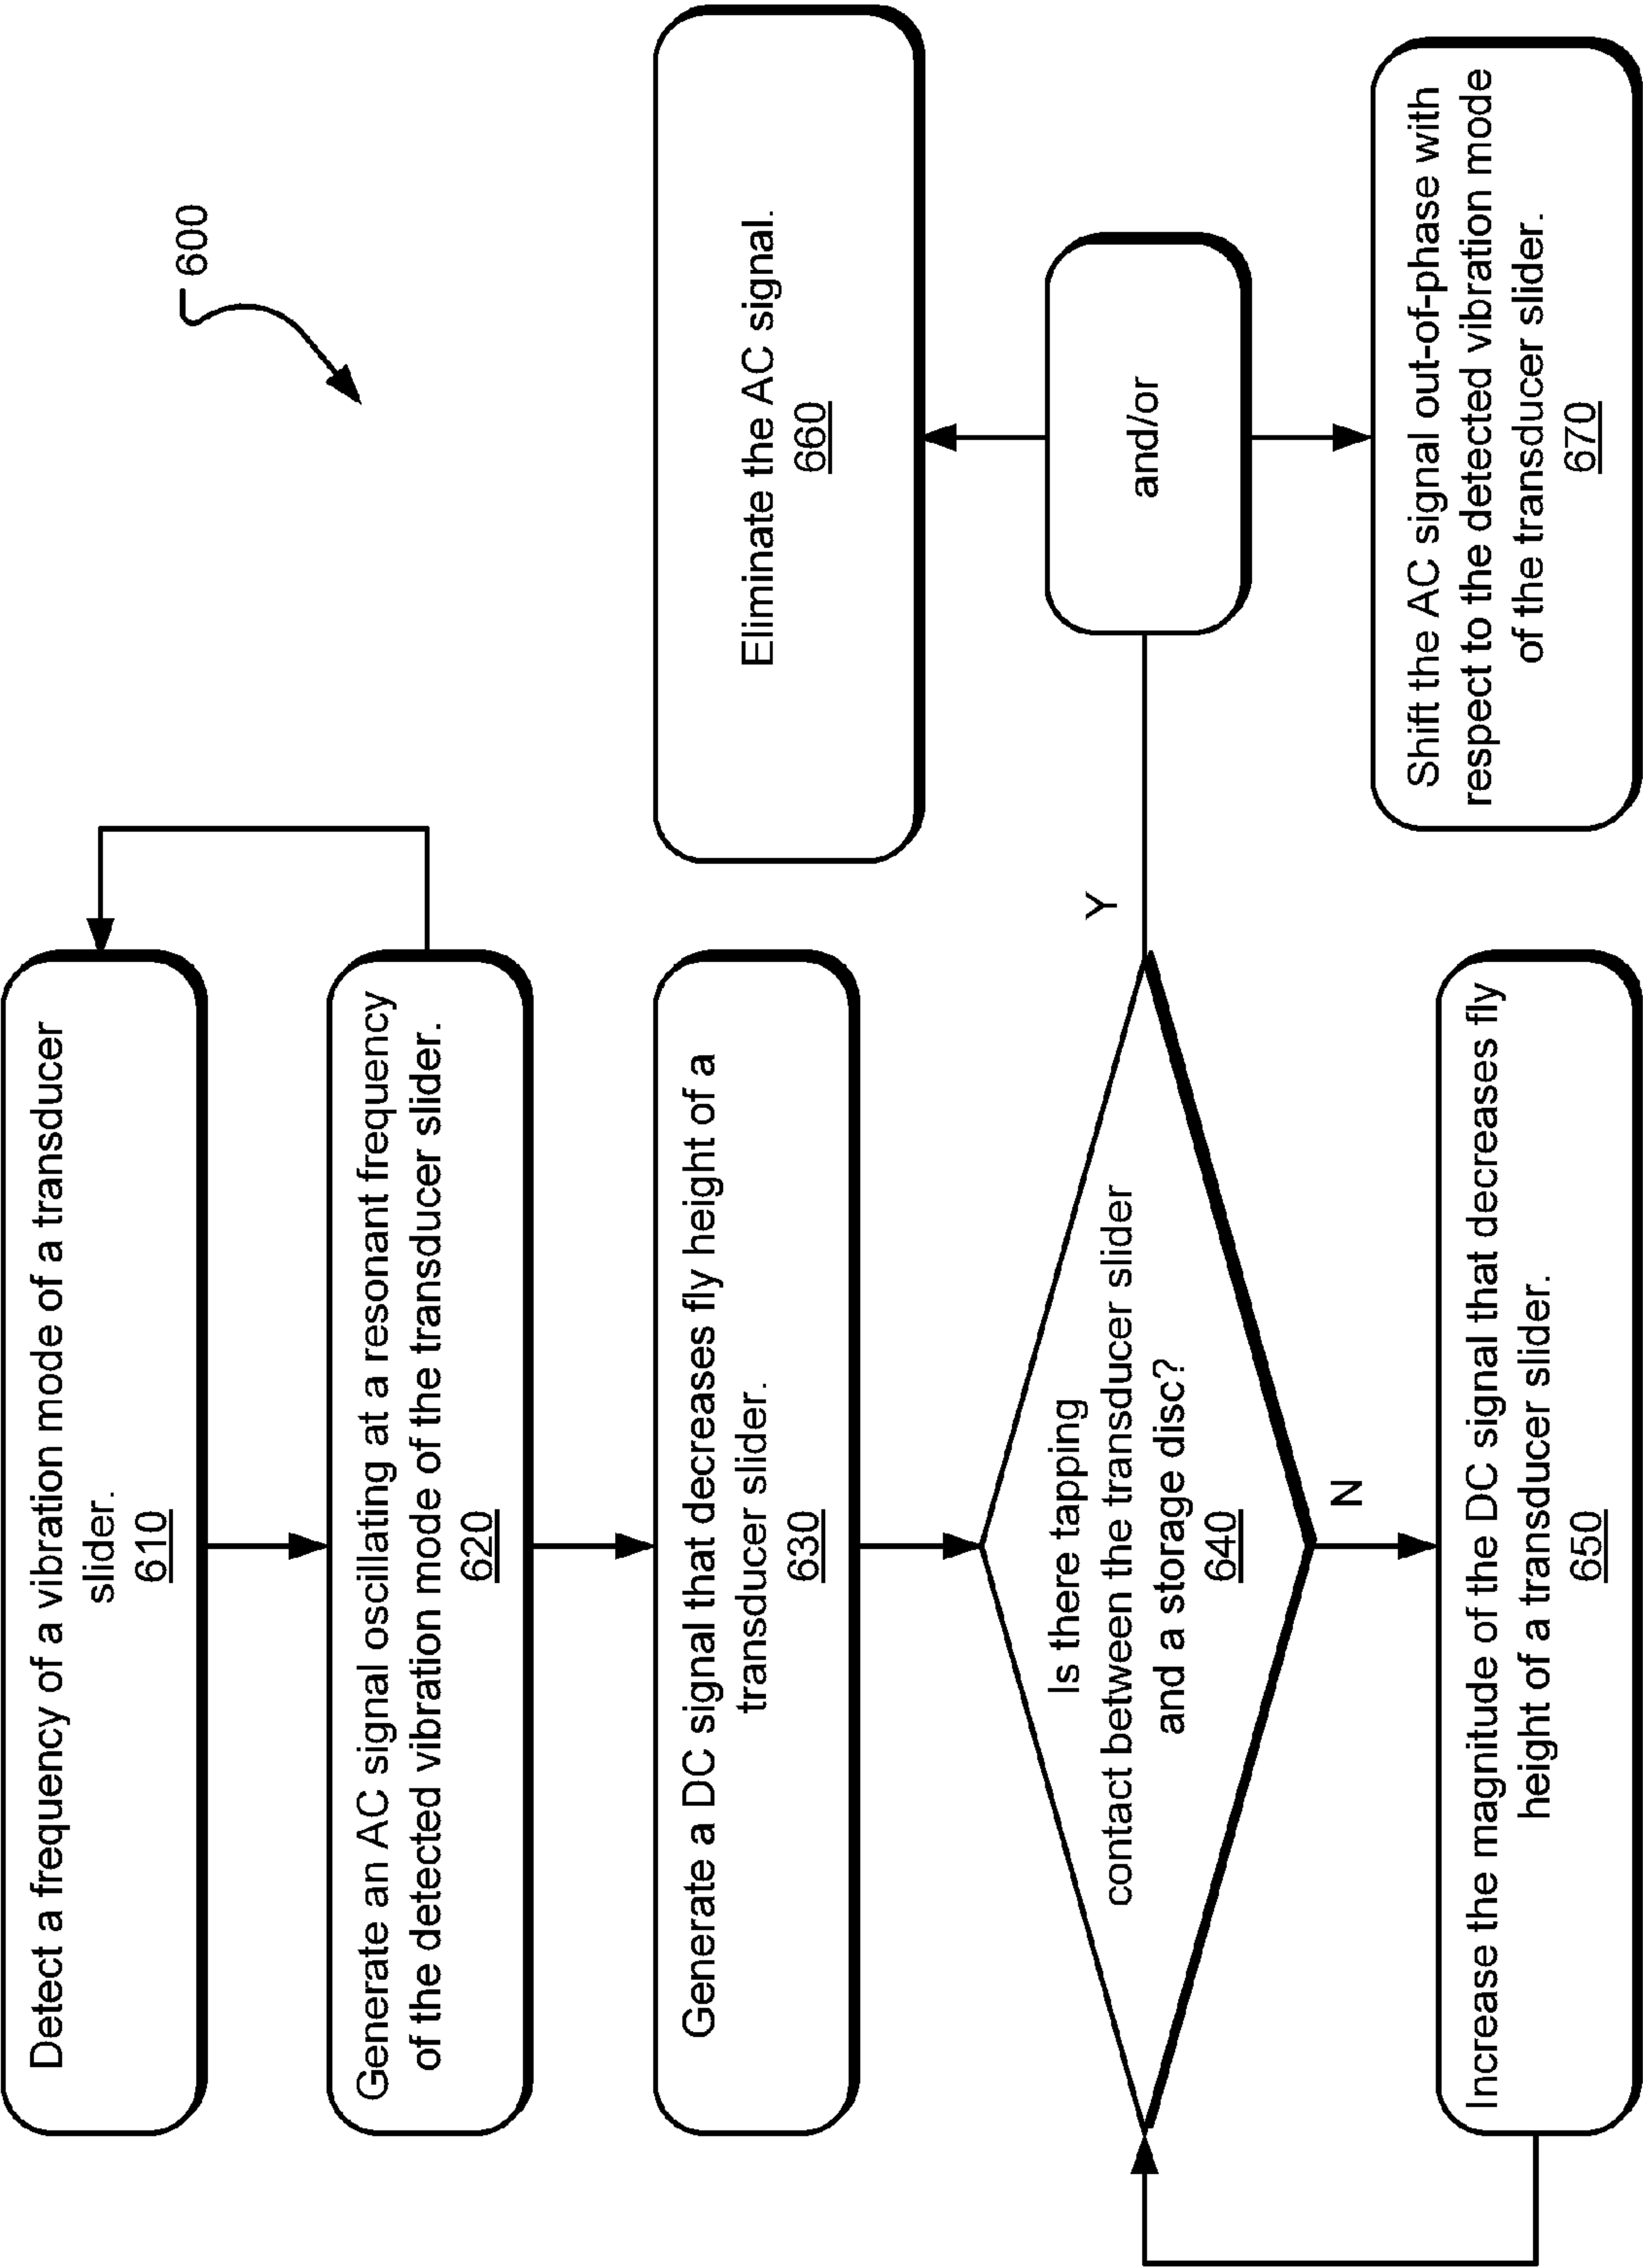 600
Detect a frequency of a vibration mode of a transducer
slider.
610
Generate an AC signal oscillating at a resonant frequency
of the detected vibration mode of the transducer slider.
620
Generate a DC signal that decreases fly height of a
transducer slider.
630
Is there tapping
contact between the transducer slider
and a storage disc?
640
Y
N
Increase the magnitude of the DC signal that decreases fly
height of a transducer slider.
650
Eliminate the AC signal.
660
and/or
Shift the AC signal out-of-phase with
respect to the detected vibration mode
of the transducer slider.
670